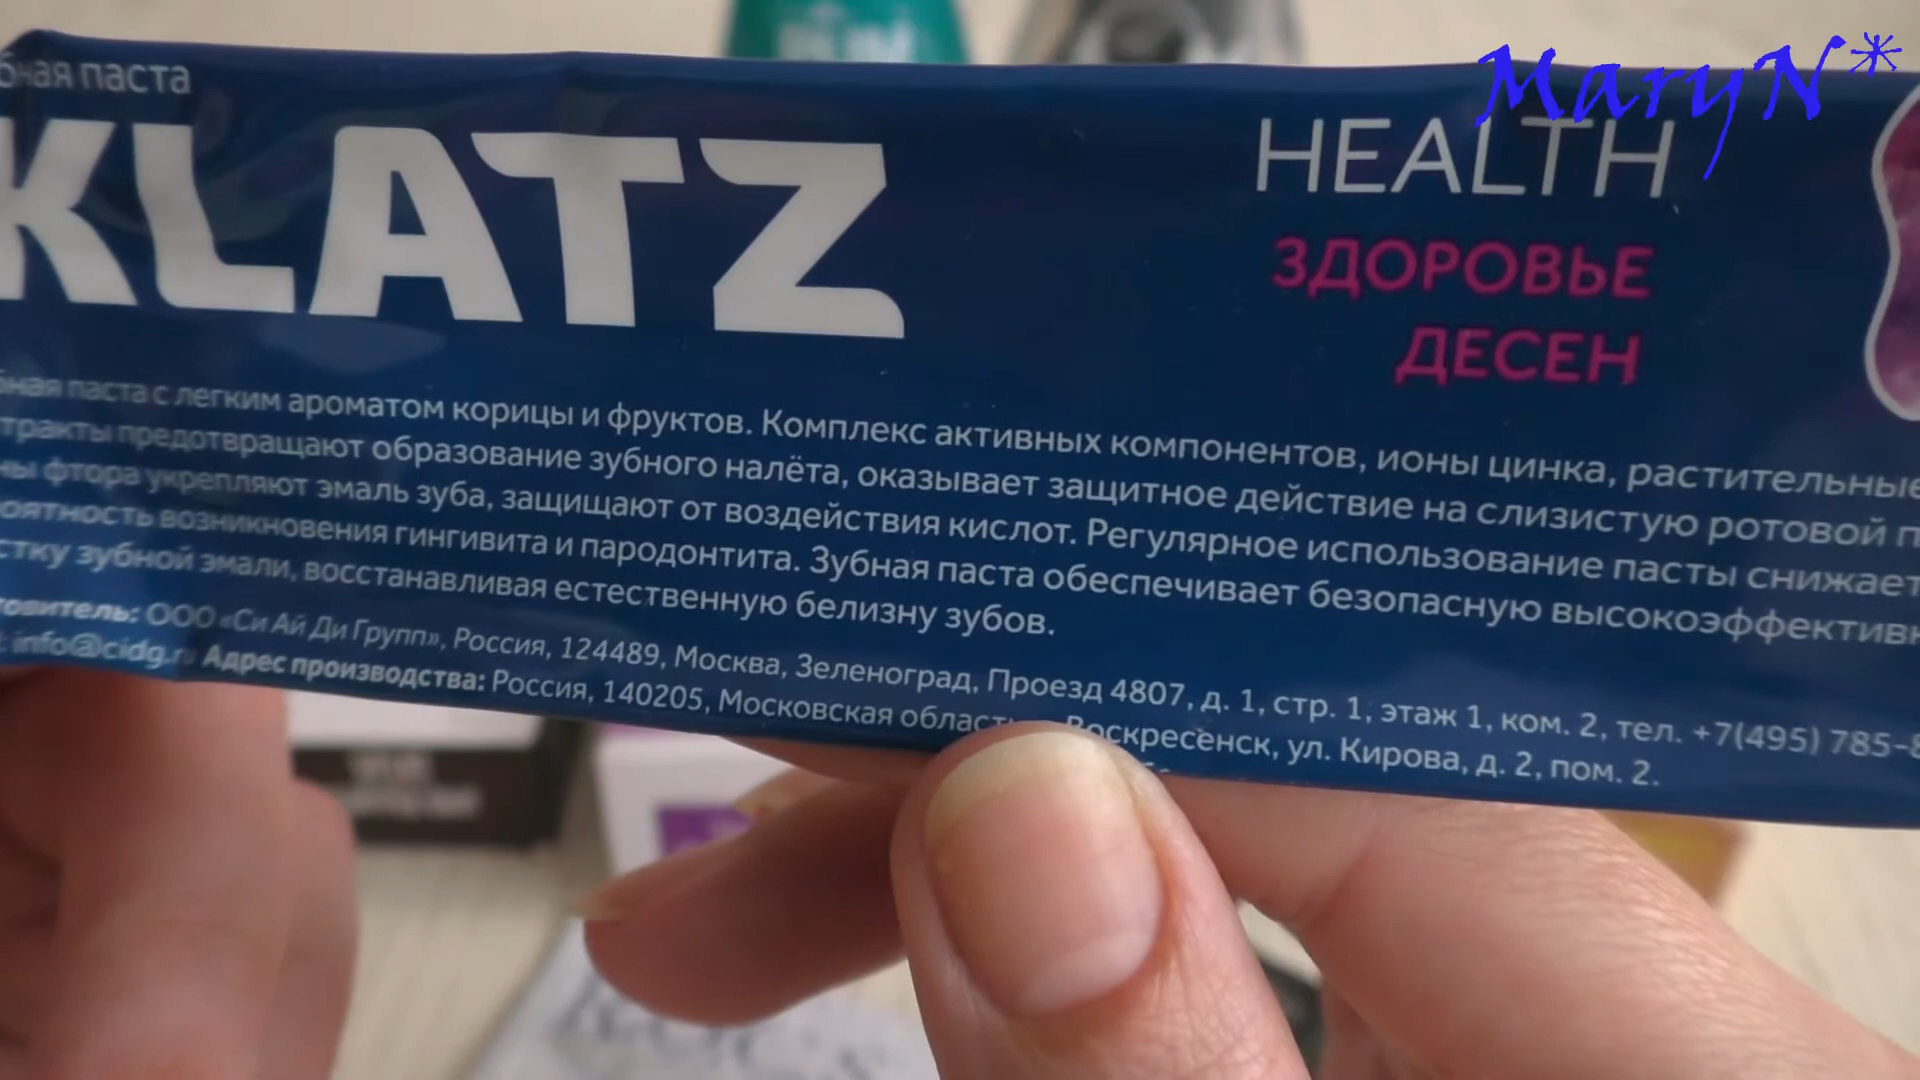 MaryN*
бная паста
KLATZ
HEALTH
ЗДОРОВЬЕ
ДЕСЕН
бная паста с легким ароматом корицы и фруктов. Комплекс активных компонентов, ионы цинка, растительные
тракты предотвращают образование зубного налёта, оказывает защитное действие на слизистую ротовой п
ны фтора укрепляют эмаль зуба, защищают от воздействия кислот. Регулярное использование пасты снижает
оятность возникновения гингивита и пародонтита. Зубная паста обеспечивает безопасную высокоэффективн
стку зубной эмали, восстанавливая естественную белизну зубов.
товитель: ООО «Си Ай Ди Групп», Россия, 124489, Москва, Зеленоград, Проезд 4807, д. 1, стр. 1, этаж 1, ком. 2, тел. +7(495) 785-8
info@cidg.r Адрес производства: Россия, 140205, Московская област Воскресенск, ул. Кирова, д. 2, пом. 2.